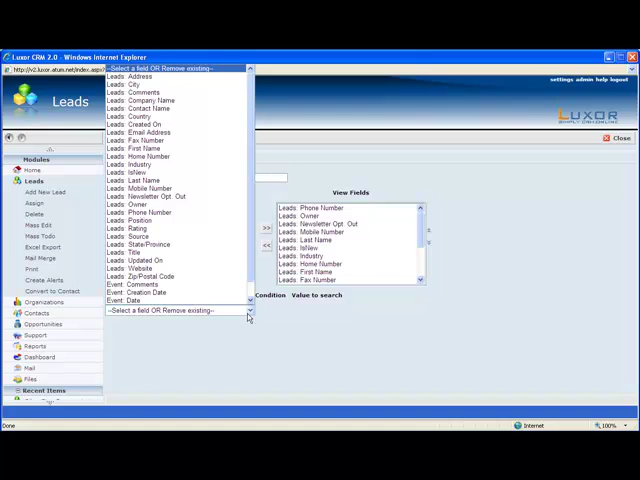 Luxor CRM 2.0 - Windows Internet Explorer
http://v2.luxor.atum.net/index.aspx
settings admin help logout
Leads
LUXOR
Close
Modules
Home
Leads
Add New Lead
Assign
Delete
Mass Edit
Mass Todo
Excel Export
Mail Merge
Print
Create Alerts
Convert to Contact
Organizations
Contacts
Opportunities
Support
Reports
Dashboard
Mail
Files
Recent Items
--Select a field OR Remove existing--
Leads: Address
Leads: City
Leads: Comments
Leads: Company Name
Leads: Contact Name
Leads: Country
Leads: Created On
Leads: Email Address
Leads: Fax Number
Leads: First Name
Leads: Home Number
Leads: Industry
Leads: IsNew
Leads: Last Name
Leads: Mobile Number
Leads: Newsletter Opt. Out
Leads: Owner
Leads: Phone Number
Leads: Position
Leads: Rating
Leads: Source
Leads: State/Province
Leads: Title
Leads: Updated On
Leads: Website
Leads: Zip/Postal Code
Event: Comments
Event: Creation Date
Event: Date
--Select a field OR Remove existing--
>>
<<
View Fields
Leads: Phone Number
Leads: Owner
Leads: Newsletter Opt. Out
Leads: Mobile Number
Leads: Last Name
Leads: IsNew
Leads: Industry
Leads: Home Number
Leads: First Name
Leads: Fax Number
Condition Value to search
Done
Internet
100%